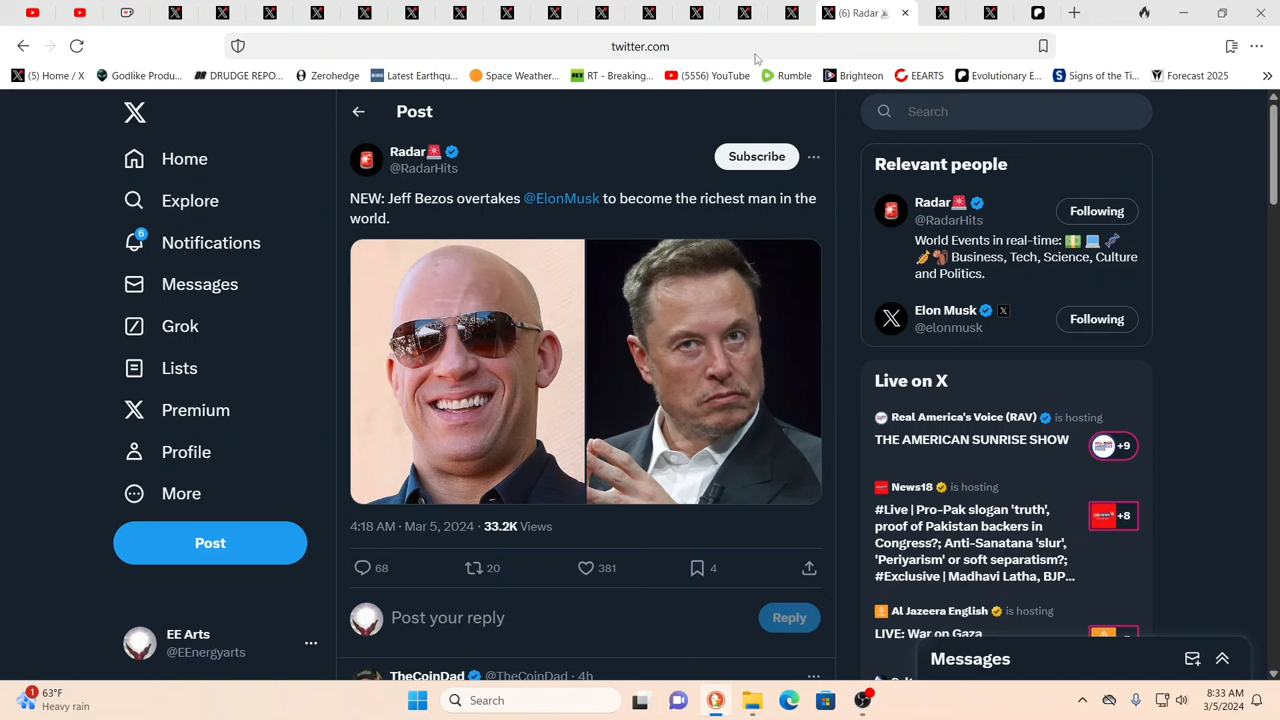 (6) Radar
twitter.com
(5) Home / X
Godlike Produ...
DRUDGE REPO...
Zerohedge
Latest Earthqu...
Space Weather...
RT - Breaking...
(5556) YouTube
Rumble
Brighteon
EEARTS
Evolutionary E...
Signs of the Ti...
Forecast 2025
Home
Explore
6
Notifications
Messages
Grok
Lists
Premium
Profile
More
Post
EE Arts
@EEnergyarts
Post
Radar🚨
@RadarHits
Subscribe
NEW: Jeff Bezos overtakes @ElonMusk to become the richest man in the
world.
4:18 AM · Mar 5, 2024 · 33.2K Views
68
20
381
4
Post your reply
Reply
TheCoinDad @TheCoinDad · 4h
Search
Relevant people
Radar🚨
@RadarHits
Following
World Events in real-time: 💵 💻 🧬
Business, Tech, Science, Culture
and Politics.
Elon Musk
@elonmusk
Following
Live on X
Real America's Voice (RAV) is hosting
THE AMERICAN SUNRISE SHOW
+9
News18 is hosting
#Live | Pro-Pak slogan 'truth',
proof of Pakistan backers in
Congress?; Anti-Sanatana 'slur',
'Periyarism' or soft separatism?;
#Exclusive | Madhavi Latha, BJP...
+8
Al Jazeera English is hosting
LIVE: War on Gaza
Messages
1
63°F
Heavy rain
Search
8:33 AM
3/5/2024